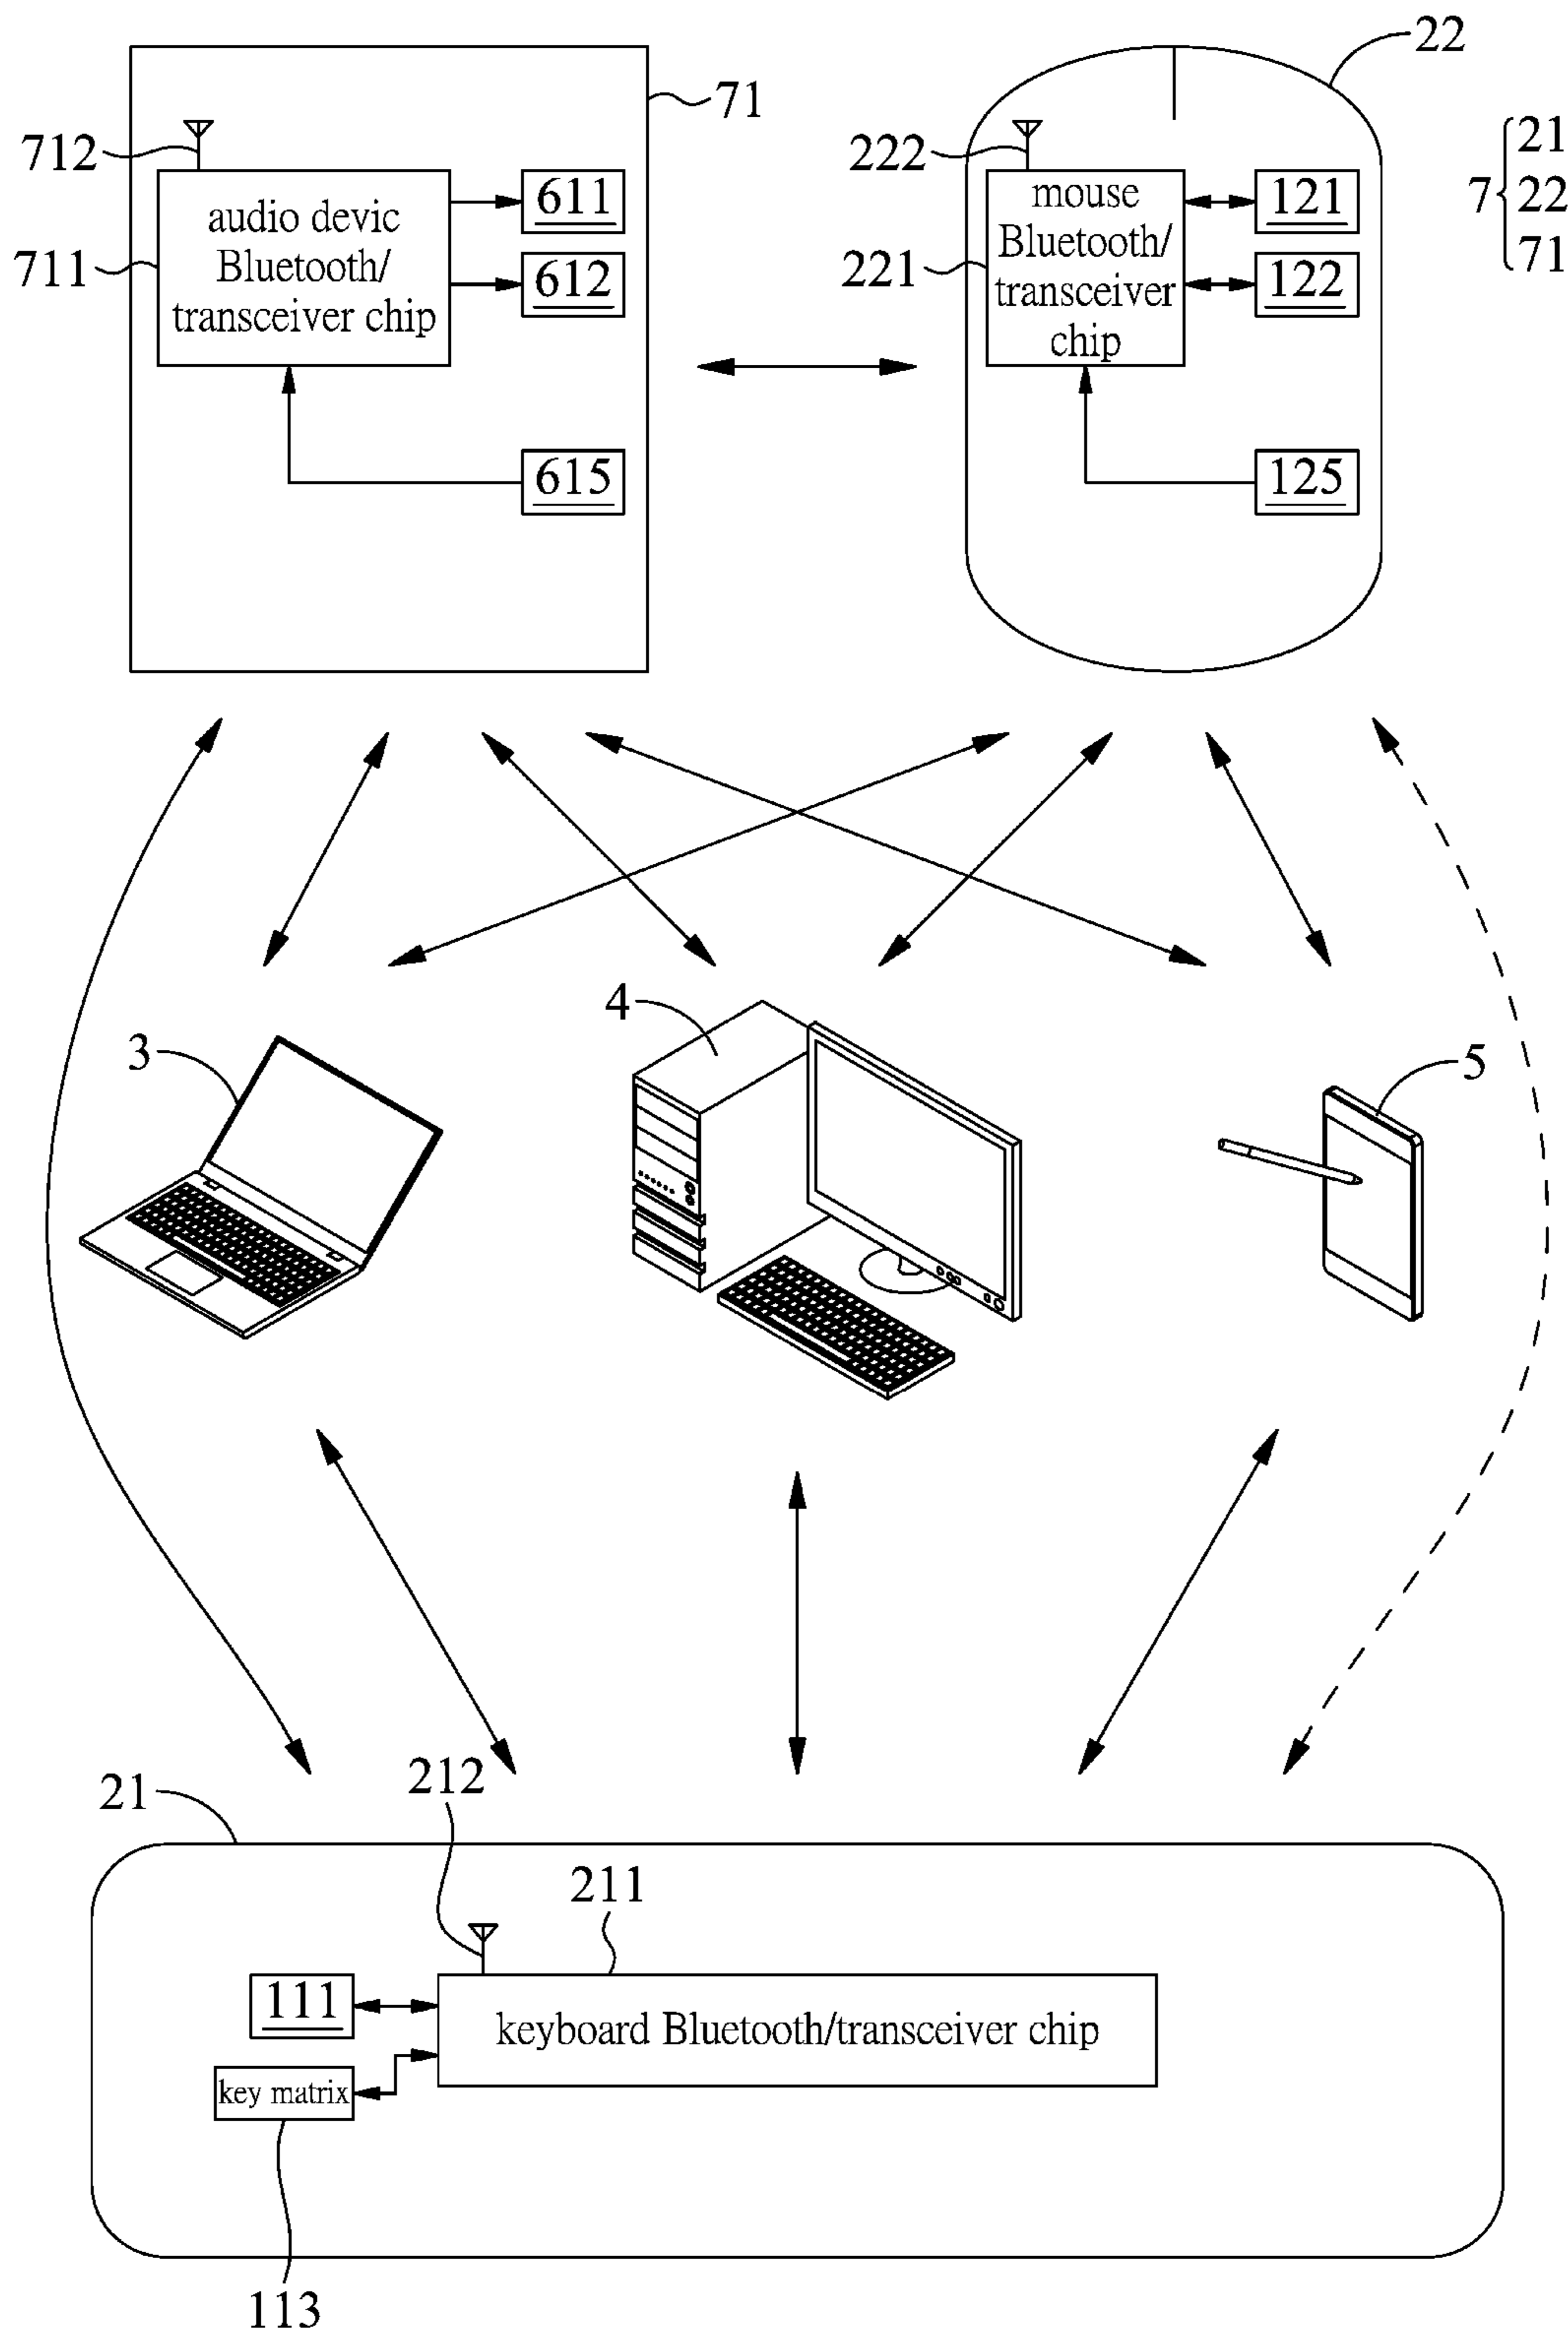 22
71
21
7 22
71
712
222
611
121
audio devic
Bluetooth/
transceiver chip
mouse
Bluetooth/
transceiver
chip
711
612
221
122
615
125
4
3
5
212
21
211
111
keyboard Bluetooth/transceiver chip
key matrix
113